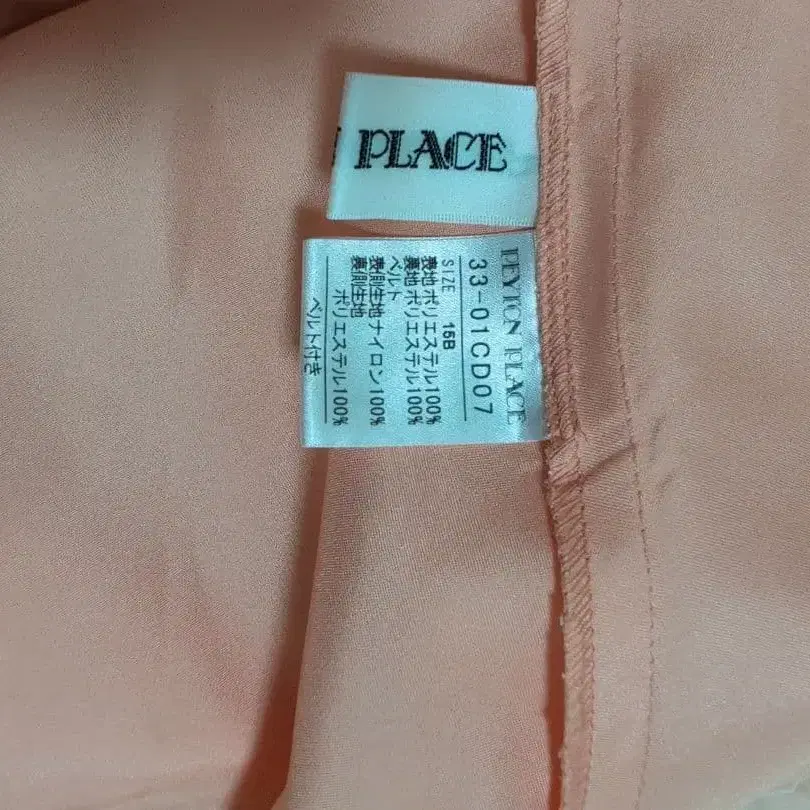 PLACE
PEYTON PLACE
33-01CD07
SIZE 15B
表地 ポリエステル100%
裏地 ポリエステル100%
ベルト
表側生地 ナイロン100%
裏側生地
ポリエステル100%
ベルト付き